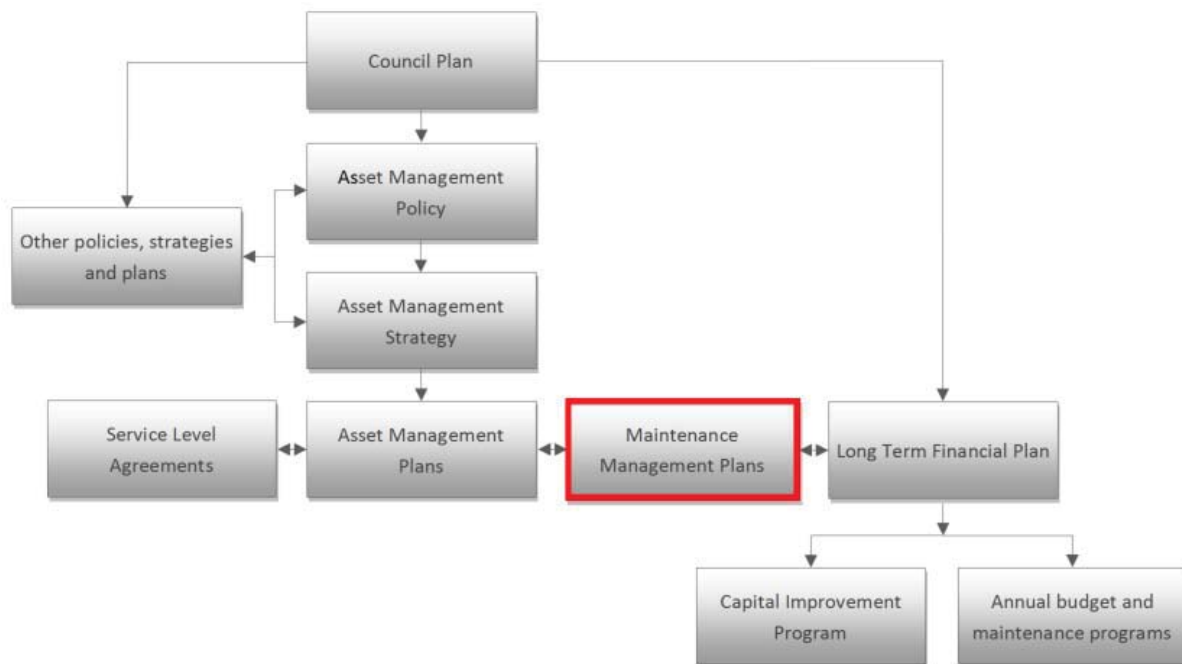 Council Plan
Asset Management
Policy
Other policies, strategies
and plans
Asset Management
Strategy
Service Level
Agreements
Asset Management
Plans
Maintenance
Management Plans
Long Term Financial Plan
Capital Improvement
Program
Annual budget and
maintenance programs